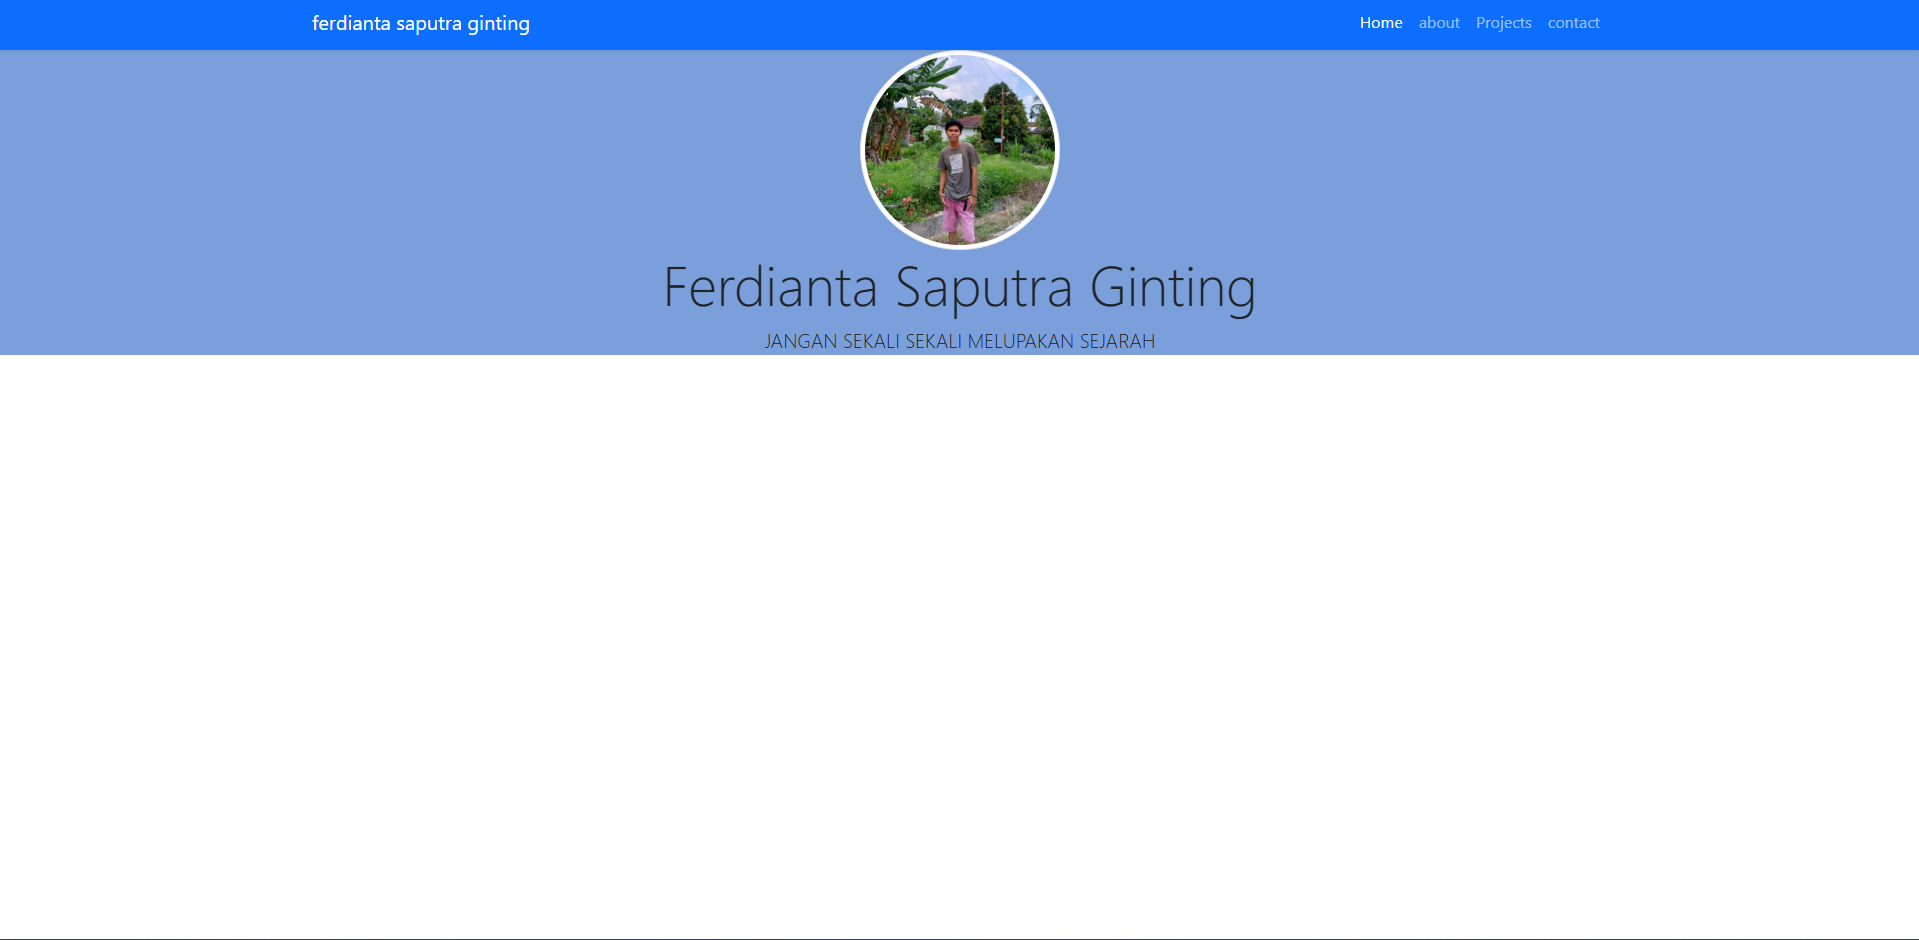 ferdianta saputra ginting
Home about Projects contact
Ferdianta Saputra Ginting
JANGAN SEKALI SEKALI MELUPAKAN SEJARAH